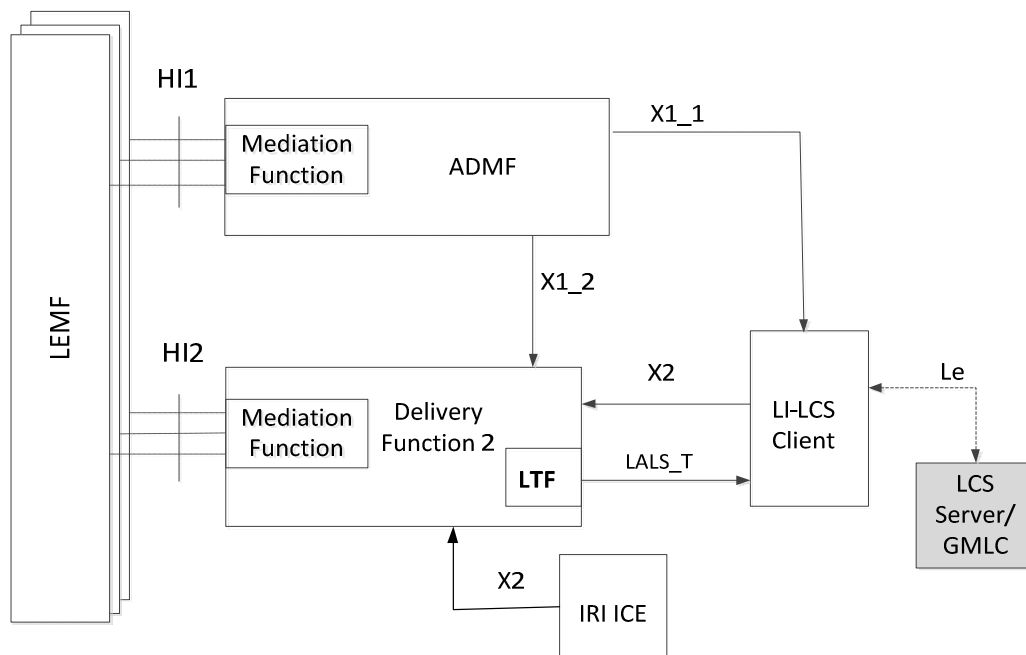 HI1
Mediation
Function
ADMF
X1_1
X1_2
LEMF
HI2
Mediation
Function
Delivery
Function 2
LTF
X2
LALS_T
LI-LCS
Client
Le
LCS
Server/
GMLC
X2
IRI ICE